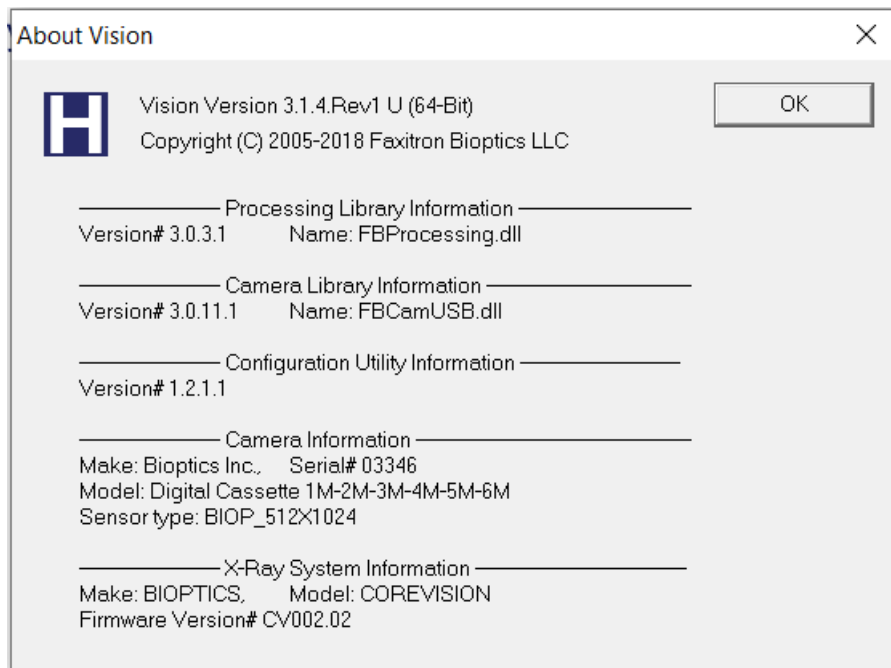 About Vision
OK
H
Vision Version 3.1.4.Rev1 U (64-Bit)
Copyright (C) 2005-2018 Faxitron Bioptics LLC
Processing Library Information
Version# 3.0.3.1 Name: FBProcessing.dll
Camera Library Information
Version# 3.0.11.1 Name: FBCamUSB.dll
Configuration Utility Information
Version# 1.2.1.1
Camera Information
Make: Bioptics Inc., Serial# 03346
Model: Digital Cassette 1M-2M-3M-4M-5M-6M
Sensor type: BIOP_512X1024
X-Ray System Information
Make: BIOPTICS, Model: COREVISION
Firmware Version# CV002.02